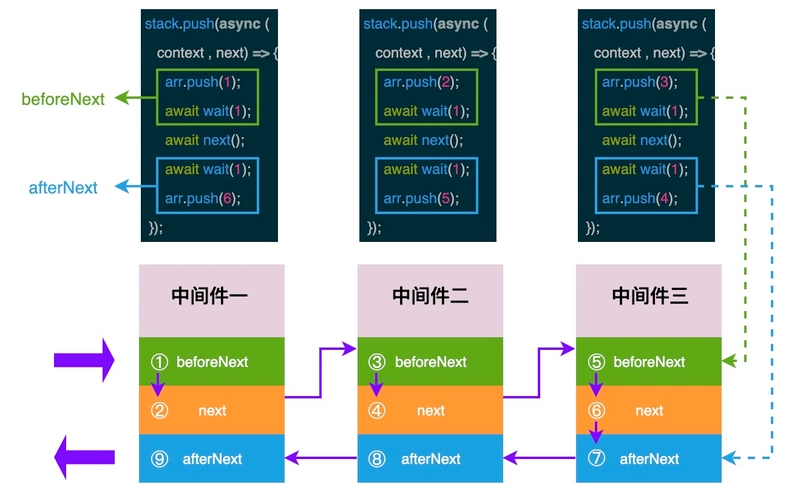 stack.push(async (
context , next) => {
arr.push(1);
await wait(1);
await next();
await wait(1);
arr.push(6);
});
stack.push(async (
context , next) => {
arr.push(2);
await wait(1);
await next();
await wait(1);
arr.push(5);
});
stack.push(async (
context , next) => {
arr.push(3);
await wait(1);
await next();
await wait(1);
arr.push(4);
});
beforeNext
afterNext
中间件一
① beforeNext
② next
⑨ afterNext
中间件二
③ beforeNext
④ next
⑧ afterNext
中间件三
⑤ beforeNext
⑥ next
⑦ afterNext